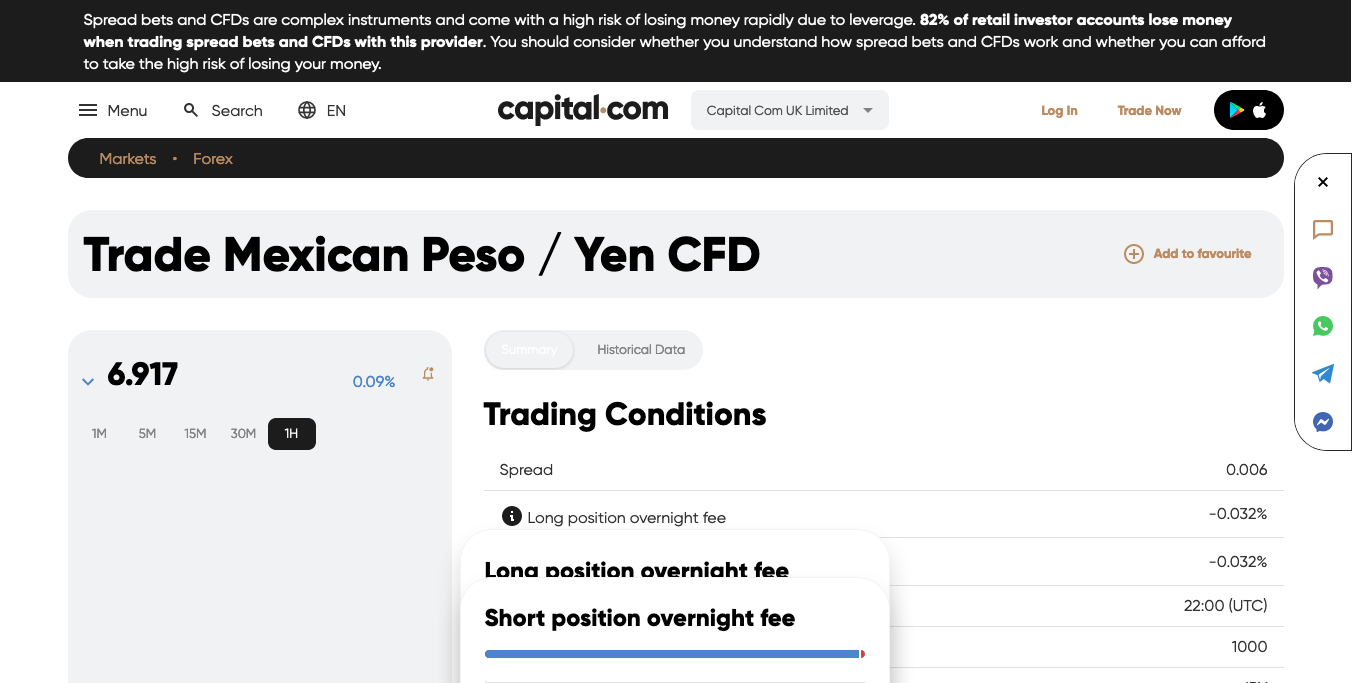 Spread bets and CFDs are complex instruments and come with a high risk of losing money rapidly due to leverage. 82% of retail investor accounts lose money
when trading spread bets and CFDs with this provider. You should consider whether you understand how spread bets and CFDs work and whether you can afford
to take the high risk of losing your money.
Menu Search EN capital.com Capital Com UK Limited Log In Trade Now
Markets • Forex
Trade Mexican Peso / Yen CFD Add to favourite
6.917 0.09%
1M 5M 15M 30M 1H
Summary Historical Data
Trading Conditions
Spread 0.006
Long position overnight fee -0.032%
Long position overnight fee -0.032%
Short position overnight fee 22:00 (UTC)
1000